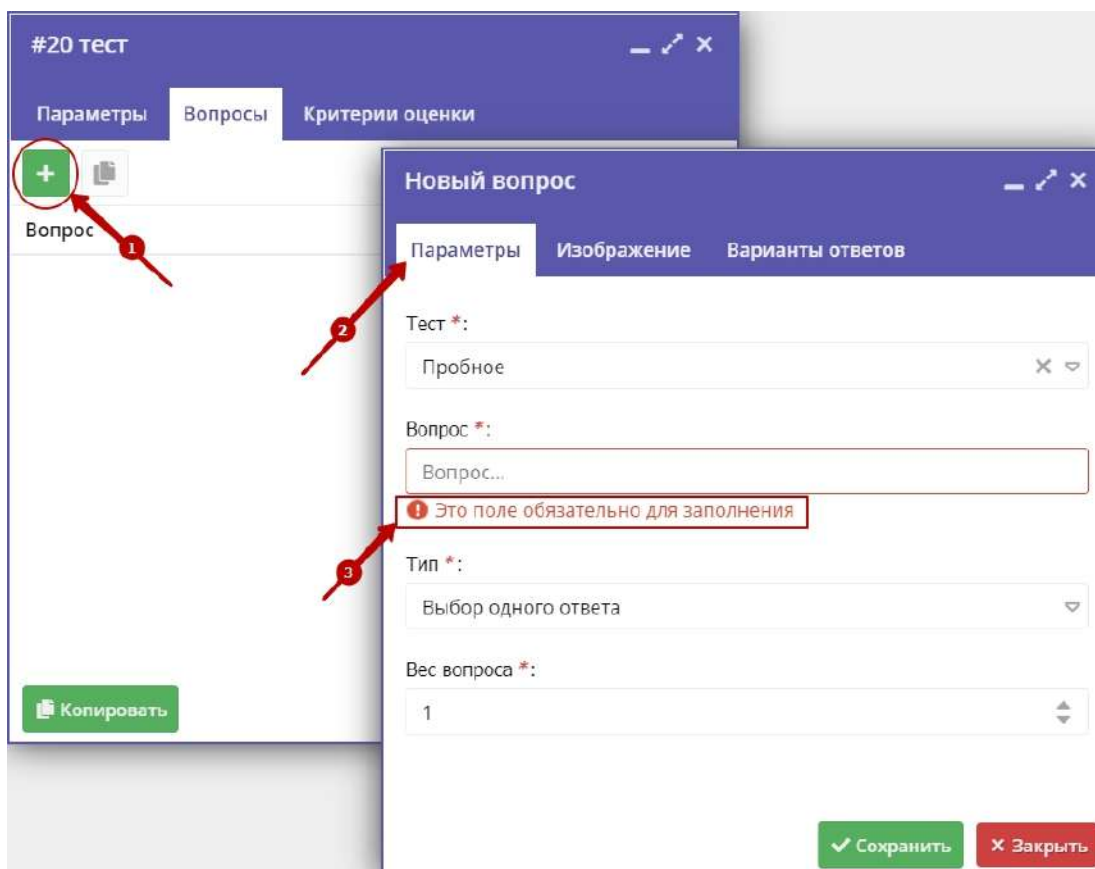 #20 тест
Параметры Вопросы Критерии оценки
+
Вопрос
1
Новый вопрос
Параметры Изображение Варианты ответов
2
Тест *:
Пробное
Вопрос *:
Вопрос...
Это поле обязательно для заполнения
3
Тип *:
Выбор одного ответа
Вес вопроса *:
1
Копировать
Сохранить Закрыть